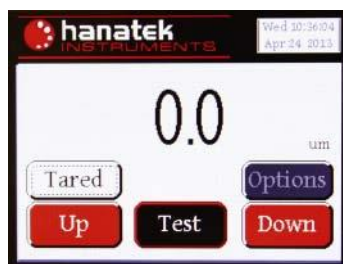 hanatek
INSTRUMENTS
Wed 10:36:04
Apr 24 2013
0.0
um
Tared
Options
Up
Test
Down